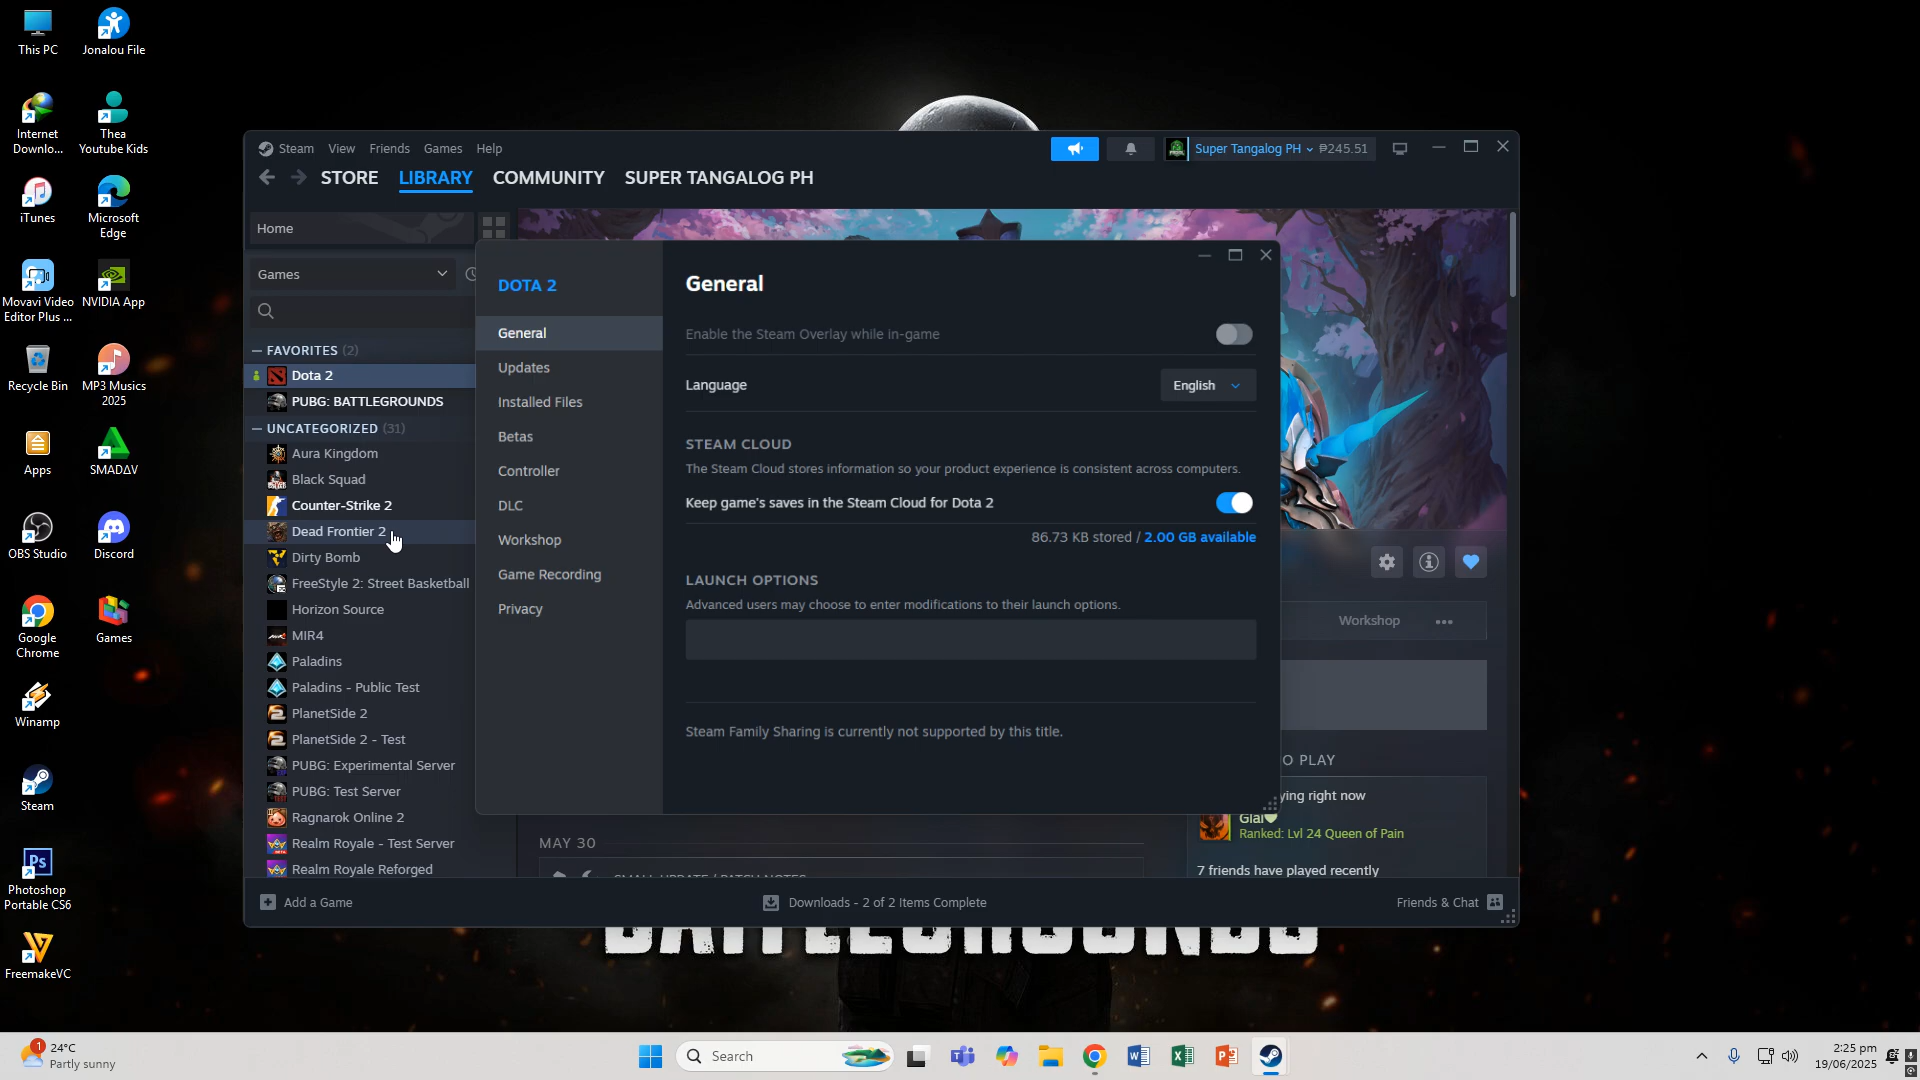 This PC
Jonalou File
Internet
Downlo...
Thea
Youtube Kids
iTunes
Microsoft
Edge
Movavi Video
Editor Plus ...
NVIDIA App
Recycle Bin
MP3 Musics
2025
Apps
SMADΔV
OBS Studio
Discord
Google
Chrome
Games
Winamp
Steam
Ps
Photoshop
Portable CS6
FreemakeVC
Steam
View
Friends
Games
Help
Super Tangalog PH
₱245.51
STORE
LIBRARY
COMMUNITY
SUPER TANGALOG PH
Home
Games
— FAVORITES (2)
Dota 2
PUBG: BATTLEGROUNDS
— UNCATEGORIZED (31)
Aura Kingdom
Black Squad
Counter-Strike 2
Dead Frontier 2
Dirty Bomb
FreeStyle 2: Street Basketball
Horizon Source
MIR4
Paladins
Paladins - Public Test
PlanetSide 2
PlanetSide 2 - Test
PUBG: Experimental Server
PUBG: Test Server
Ragnarok Online 2
Realm Royale - Test Server
Realm Royale Reforged
DOTA 2
General
Updates
Installed Files
Betas
Controller
DLC
Workshop
Game Recording
Privacy
General
Enable the Steam Overlay while in-game
Language
English
STEAM CLOUD
The Steam Cloud stores information so your product experience is consistent across computers.
Keep game's saves in the Steam Cloud for Dota 2
86.73 KB stored / 2.00 GB available
LAUNCH OPTIONS
Advanced users may choose to enter modifications to their launch options.
Steam Family Sharing is currently not supported by this title.
Workshop
O PLAY
ying right now
Glai
Ranked: Lvl 24 Queen of Pain
7 friends have played recently
MAY 30
SMALL UPDATE / PATCH NOTES
Add a Game
Downloads - 2 of 2 Items Complete
Friends & Chat
BATTLEGROUNDS
1
24°C
Partly sunny
Search
2:25 pm
19/06/2025